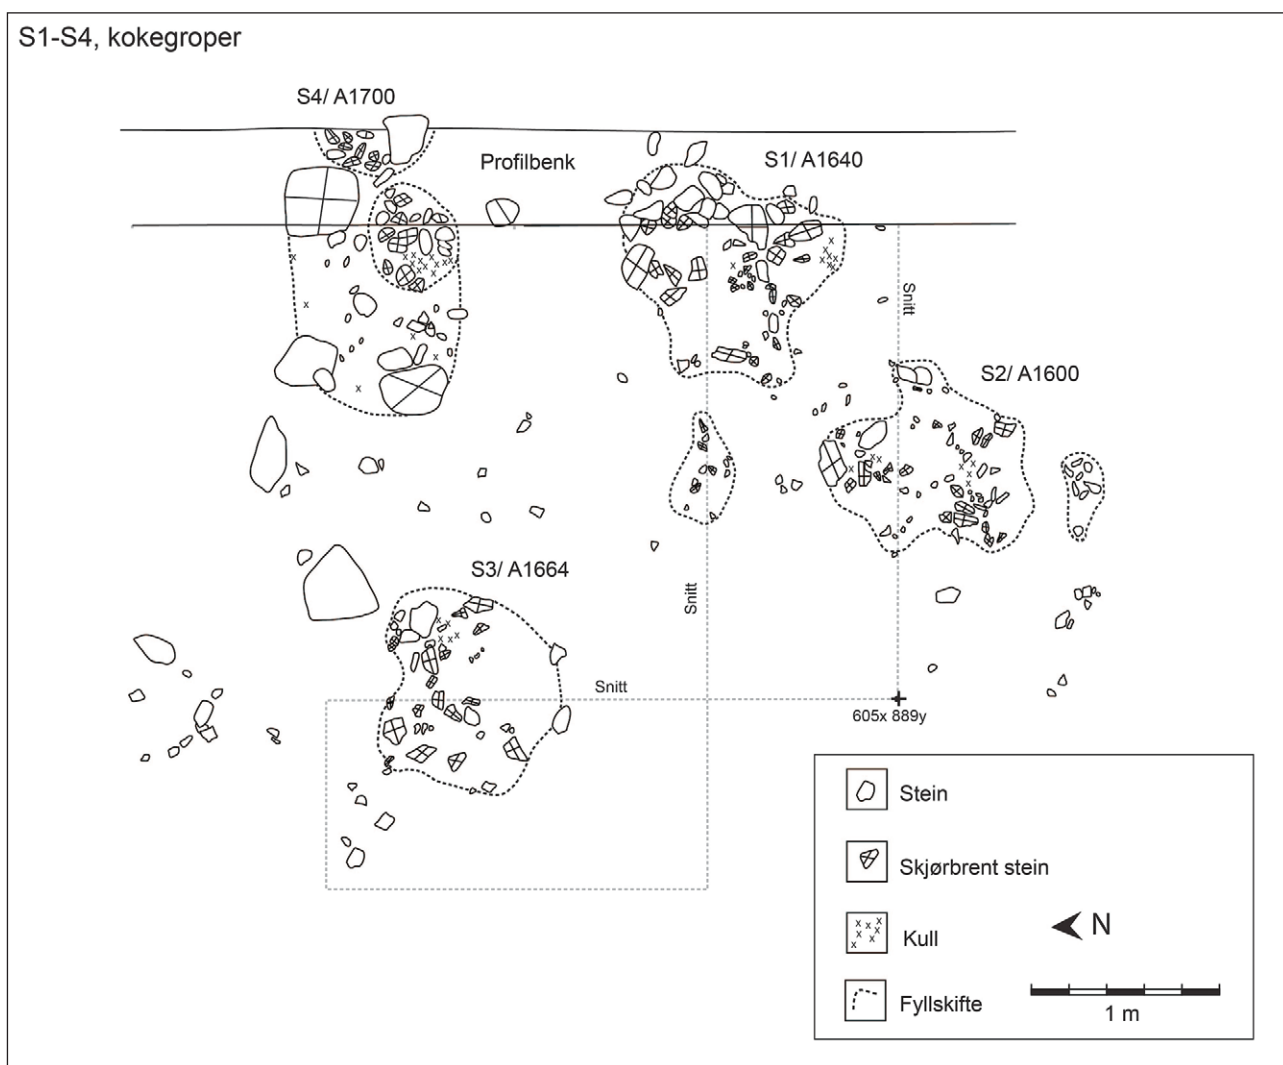 S1-S4, kokegroper
S4/ A1700
Profilbenk
S1/ A1640
Snitt
S2/ A1600
S3/ A1664
Snitt
Snitt
605x 889y
Stein
Skjørbrent stein
Kull
N
Fyllskifte
1 m